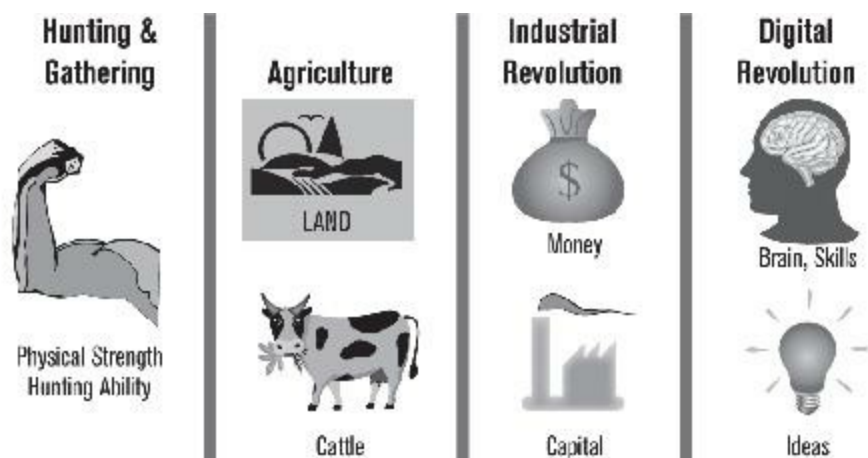 Hunting &
Gathering
Physical Strength
Hunting Ability
Agriculture
LAND
Cattle
Industrial
Revolution
$
Money
Capital
Digital
Revolution
Brain, Skills
Ideas